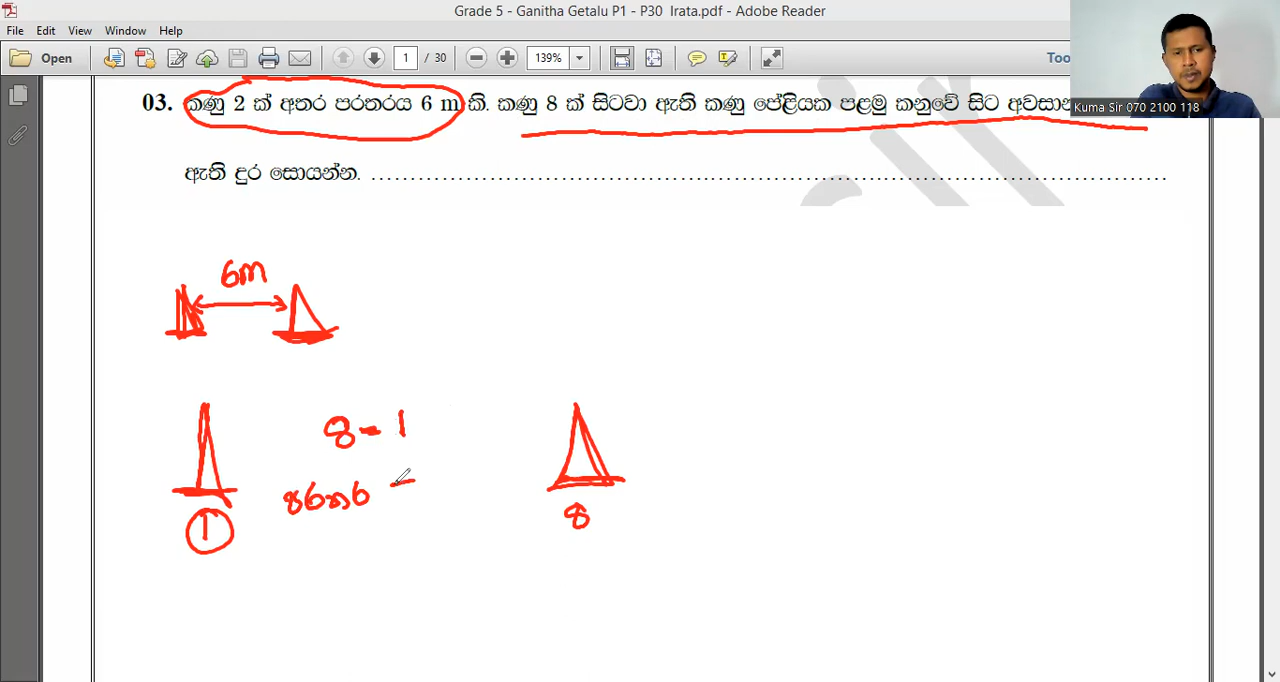 Grade 5 - Ganitha Getalu P1 - P30 Irata.pdf - Adobe Reader
File Edit View Window Help
Open 1 / 30 139% Too
Kuma Sir 070 2100 118
03. කණු 2 ක් අතර පරතරය 6 m කි. කණු 8 ක් සිටවා ඇති කණු පේළියක පළමු කනුවේ සිට අවසාන
ඇති දුර සොයන්න.
6m
8 - 1
පරතර -
1
8